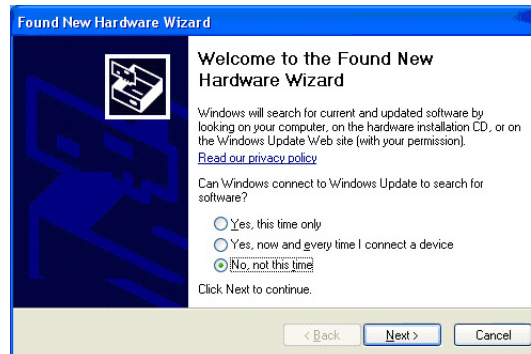 Found New Hardware Wizard
Welcome to the Found New
Hardware Wizard
Windows will search for current and updated software by
looking on your computer, on the hardware installation CD, or on
the Windows Update Web site (with your permission).
Read our privacy policy
Can Windows connect to Windows Update to search for
software?
Yes, this time only
Yes, now and every time I connect a device
No, not this time
Click Next to continue.
< Back Next > Cancel